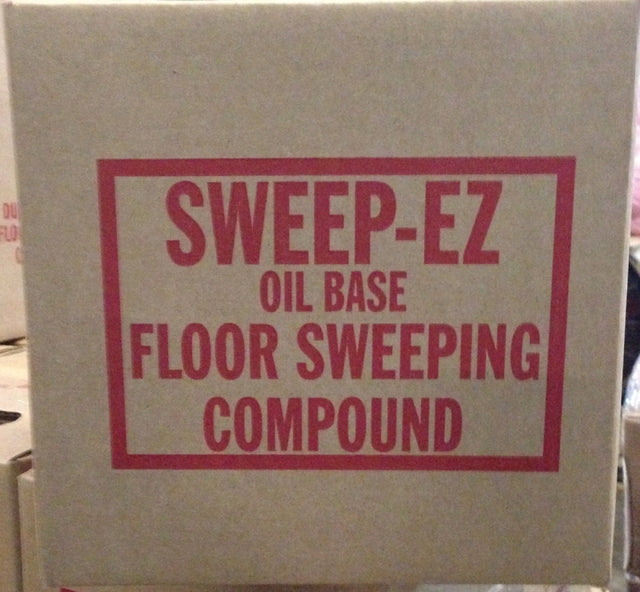 SWEEP-EZ
OIL BASE
FLOOR SWEEPING
COMPOUND